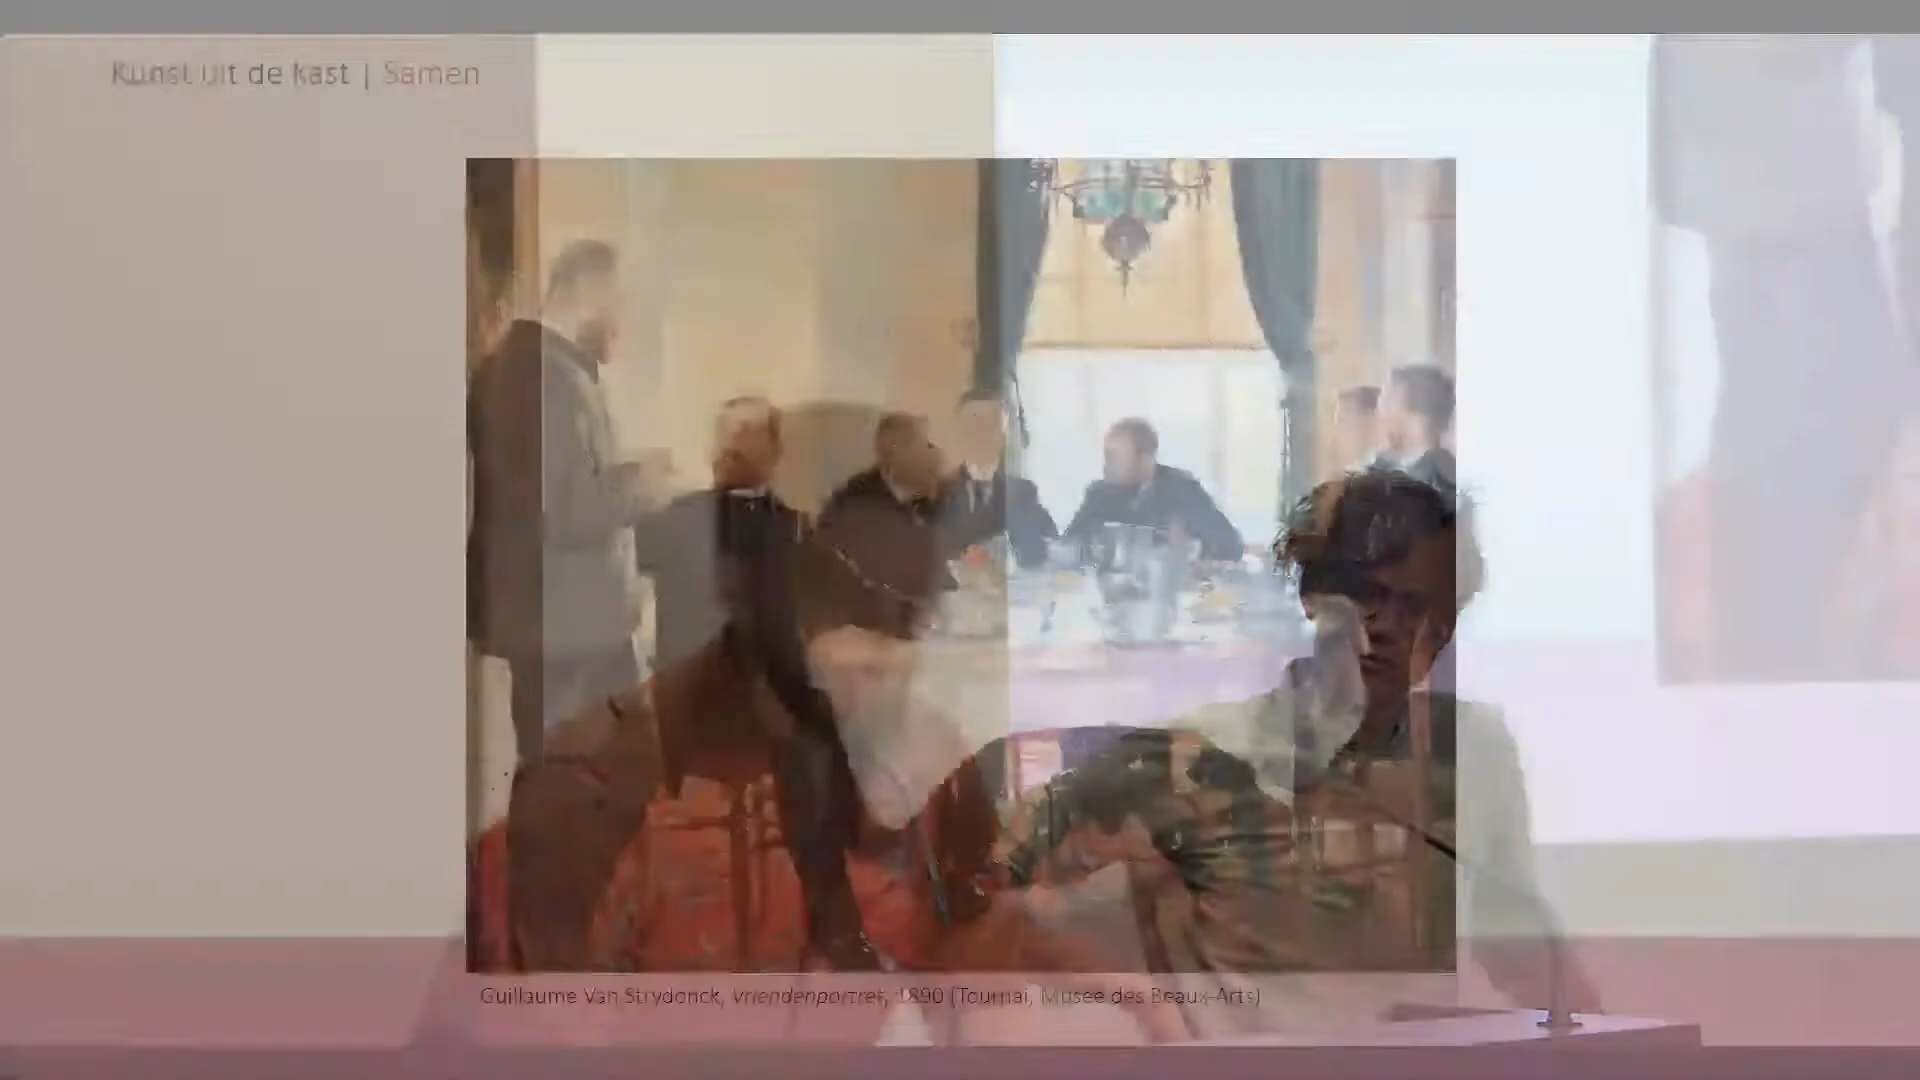 Kunst uit de kast | Samen
Guillaume Van Strydonck, Vriendenportret, 1890 (Tournai, Musée des Beaux-Arts)